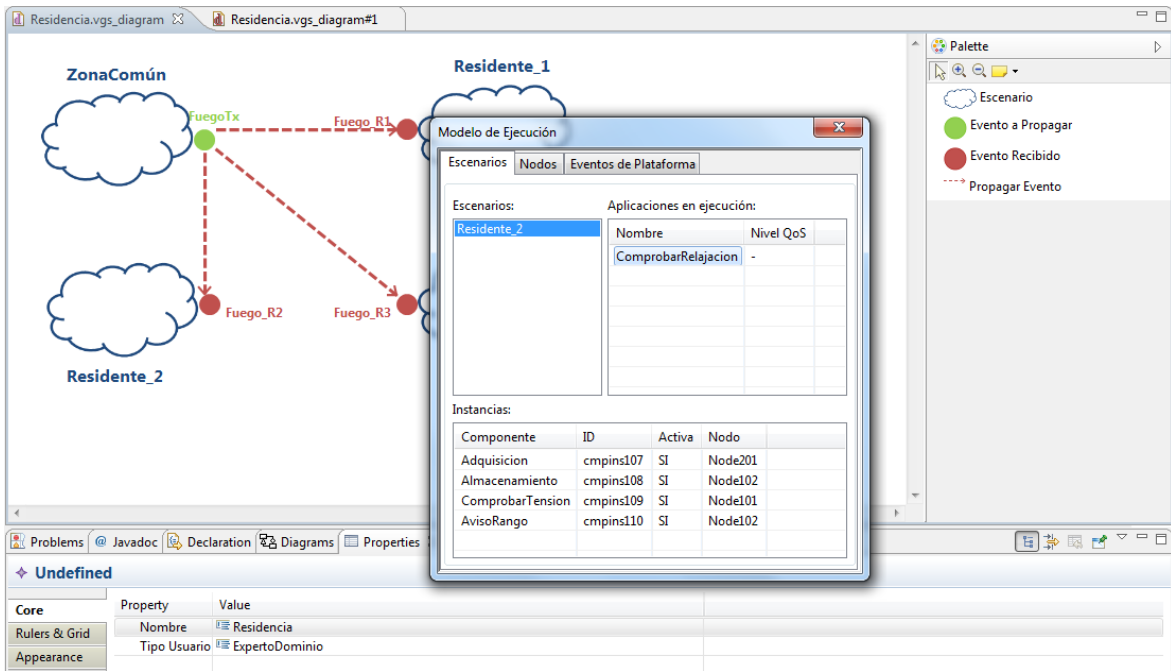 Residencia.vgs_diagram
Residencia.vgs_diagram#1
ZonaComún
Residente_1
FuegoTx
Fuego_R1
Fuego_R2
Fuego_R3
Residente_2
Palette
Escenario
Evento a Propagar
Evento Recibido
Propagar Evento
Modelo de Ejecución
Escenarios Nodos Eventos de Plataforma
Escenarios:
Residente_2
Aplicaciones en ejecución:
Nombre Nivel QoS
ComprobarRelajacion -
Instancias:
Componente ID Activa Nodo
Adquisicion cmpins107 SI Node201
Almacenamiento cmpins108 SI Node102
ComprobarTension cmpins109 SI Node101
AvisoRango cmpins110 SI Node102
Problems @ Javadoc Declaration Diagrams Properties
Undefined
Core
Rulers & Grid
Appearance
Property Value
Nombre Residencia
Tipo Usuario ExpertoDominio